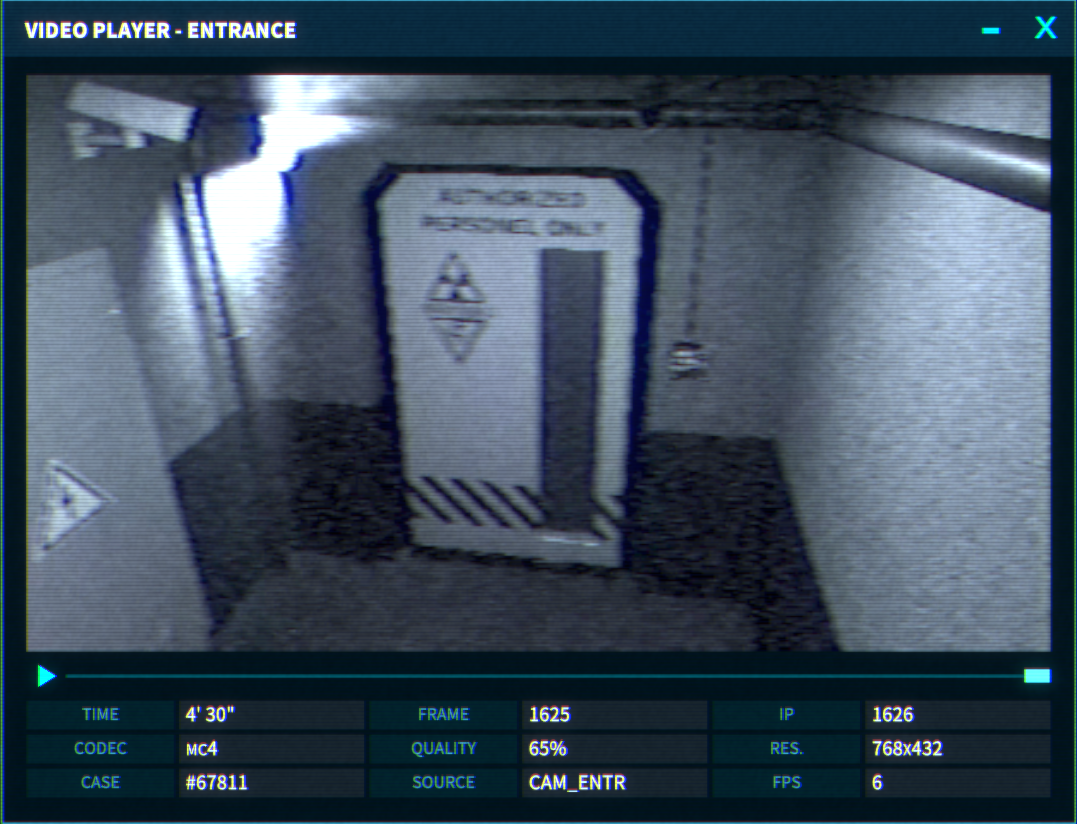 VIDEO PLAYER - ENTRANCE
AUTHORIZED
PERSONEL ONLY
TIME 4' 30" FRAME 1625 IP 1626
CODEC MC4 QUALITY 65% RES. 768x432
CASE #67811 SOURCE CAM_ENTR FPS 6